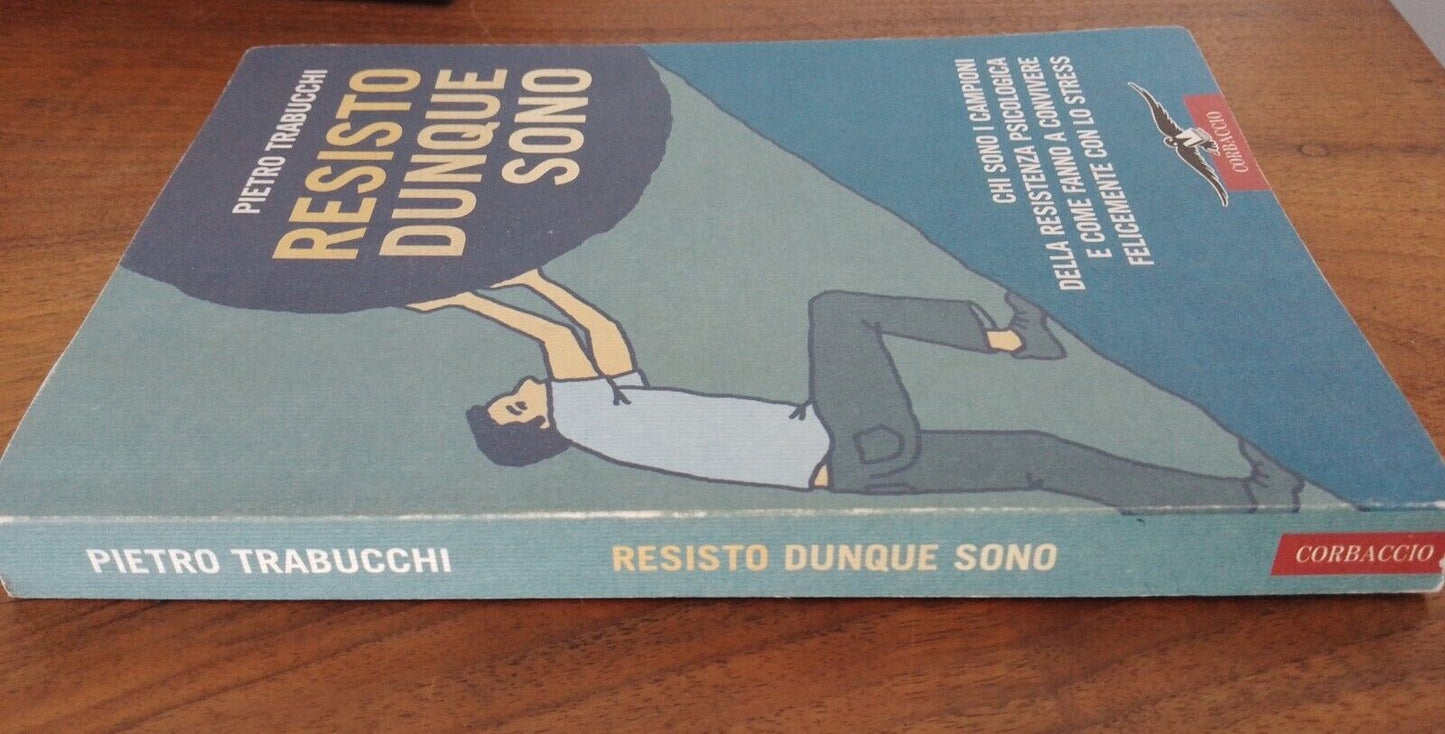 PIETRO TRABUCCHI
RESISTO
DUNQUE
SONO
CHI SONO I CAMPIONI
DELLA RESISTENZA PSICOLOGICA
E COME FANNO A CONVIVERE
FELICEMENTE CON LO STRESS
CORBACCIO
PIETRO TRABUCCHI
RESISTO DUNQUE SONO
CORBACCIO